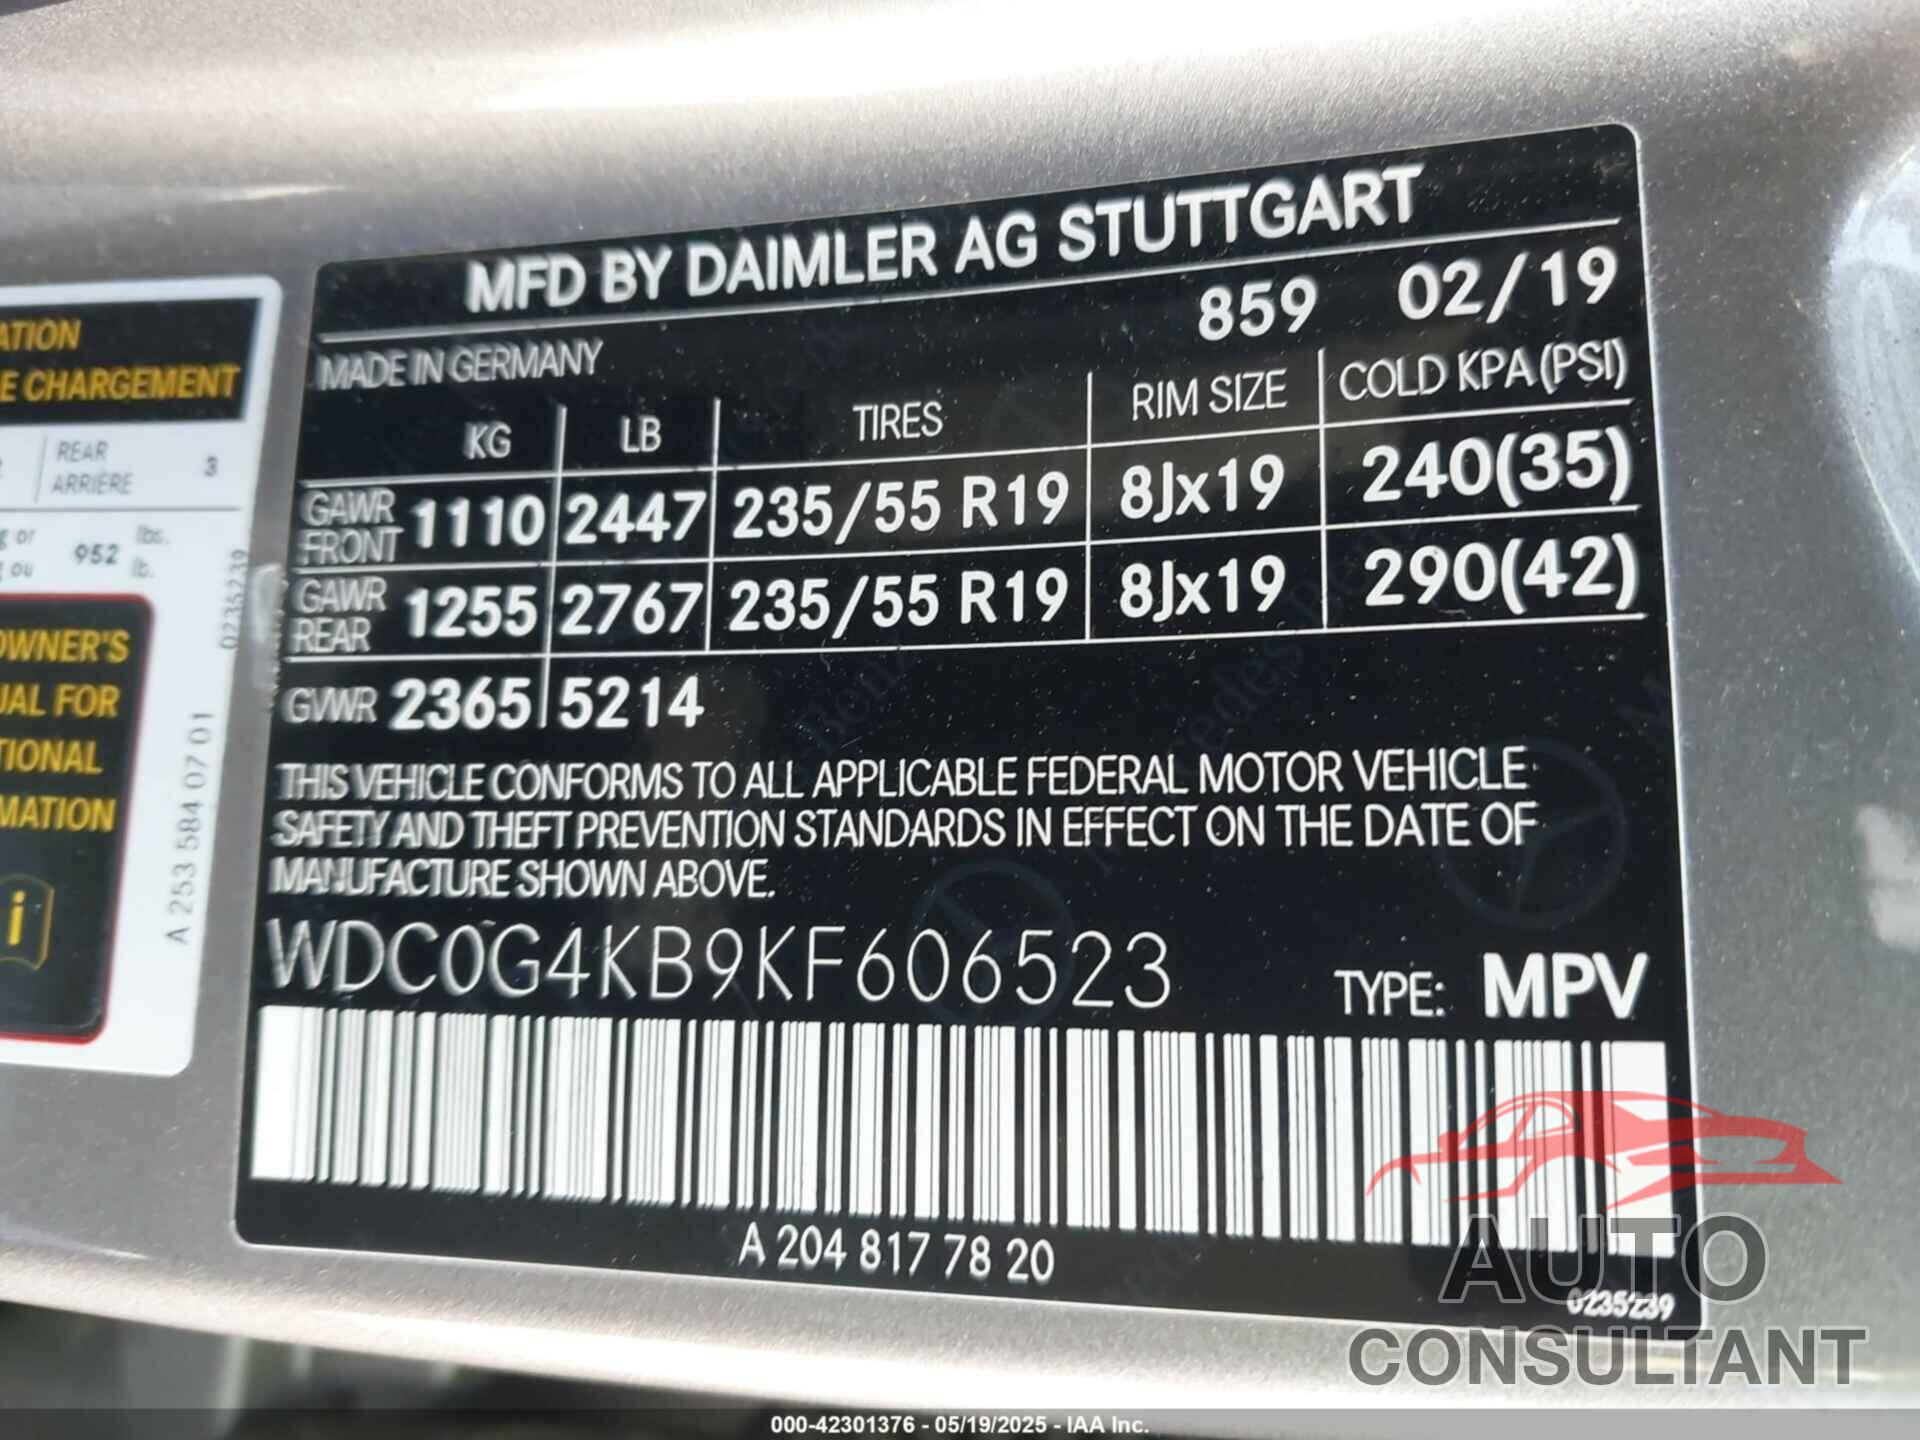 MFD BY DAIMLER AG STUTTGART
859 02/19
MADE IN GERMANY
KG LB TIRES RIM SIZE COLD KPA (PSI)
GAWR FRONT 1110 2447 235/55 R19 8Jx19 240(35)
GAWR REAR 1255 2767 235/55 R19 8Jx19 290(42)
GVWR 2365 5214
THIS VEHICLE CONFORMS TO ALL APPLICABLE FEDERAL MOTOR VEHICLE
SAFETY AND THEFT PREVENTION STANDARDS IN EFFECT ON THE DATE OF
MANUFACTURE SHOWN ABOVE.
WDC0G4KB9KF606523 TYPE: MPV
A 204 817 78 20
0235239
CHARGEMENT
REAR
ARRIÈRE 3
or 952 lbs.
ou lb.
0235239
A 253 584 07 01
OWNER'S
FOR
i
AUTO
CONSULTANT
000-42301376 - 05/19/2025 - IAA Inc.